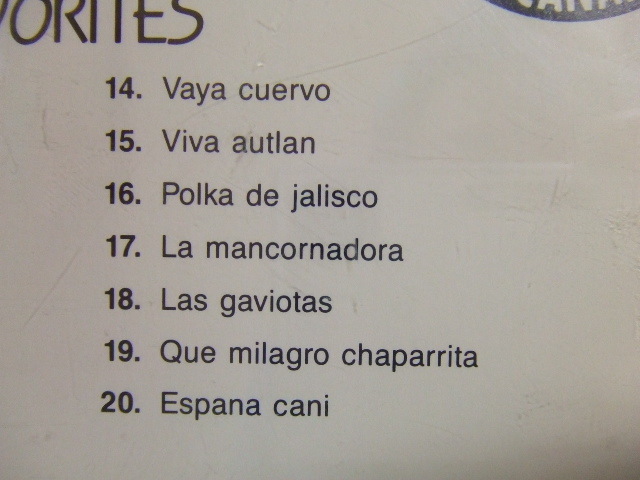 14. Vaya cuervo
15. Viva autlan
16. Polka de jalisco
17. La mancornadora
18. Las gaviotas
19. Que milagro chaparrita
20. Espana cani